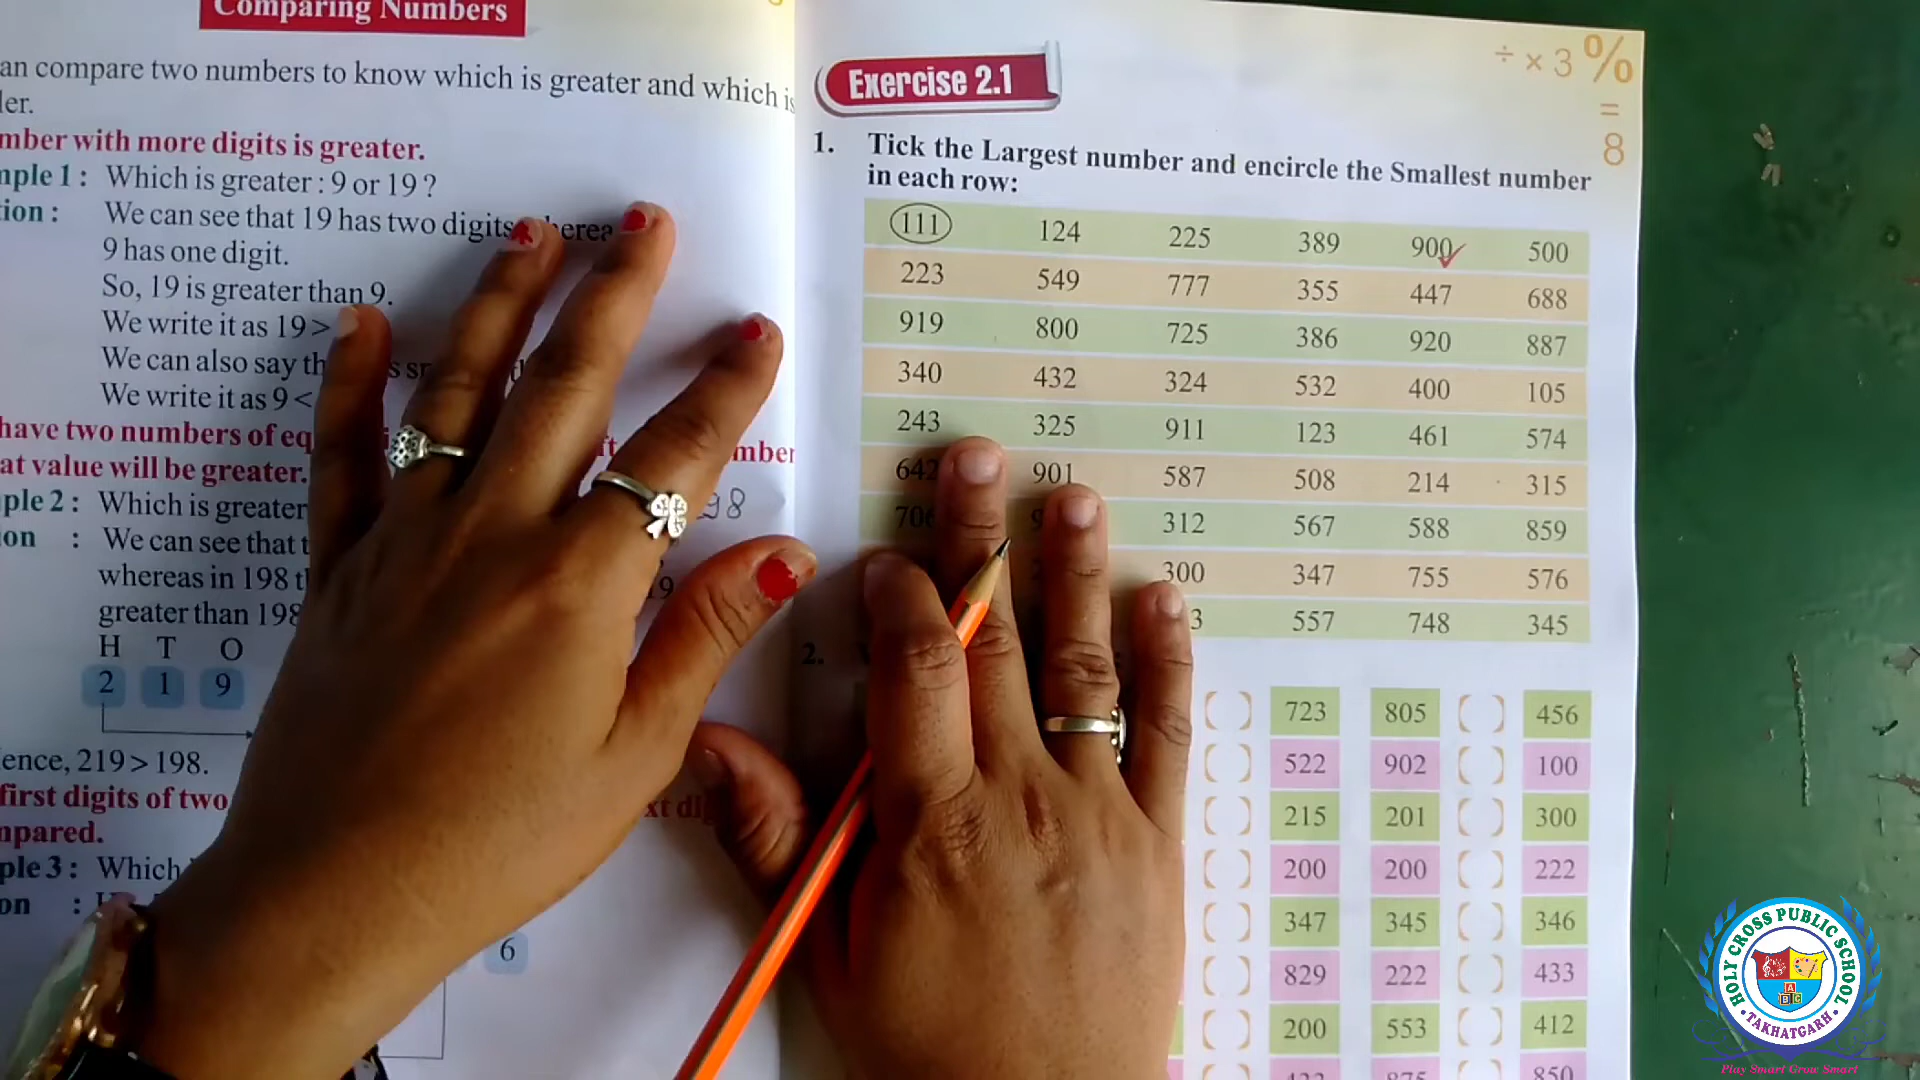 Comparing Numbers
an compare two numbers to know which is greater and which is
ler.
mber with more digits is greater.
mple 1 : Which is greater : 9 or 19 ?
tion : We can see that 19 has two digits
9 has one digit.
So, 19 is greater than 9.
We write it as 19 >
We can also say
We write it as 9 <
have two numbers of
at value will be greater.
ple 2 : Which is greater
on : We can see that
whereas in 198
greater than 198
H T O
2 1 9
ence, 219 > 198.
first digits of two
mpared.
ple 3 : Which
on :
6
Exercise 2.1
÷ × 3 %
=
8
1. Tick the Largest number and encircle the Smallest number
in each row:
111 124 225 389 900 ✓ 500
223 549 777 355 447 688
919 800 725 386 920 887
340 432 324 532 400 105
243 325 911 123 461 574
642 901 587 508 214 315
706 312 567 588 859
300 347 755 576
3 557 748 345
2.
( ) 723 805 ( ) 456
( ) 522 902 ( ) 100
( ) 215 201 ( ) 300
( ) 200 200 ( ) 222
( ) 347 345 ( ) 346
( ) 829 222 ( ) 433
( ) 200 553 ( ) 412
875 850
HOLY CROSS PUBLIC SCHOOL
A
B C
• TAKHATGARH •
Play Smart Grow Smart